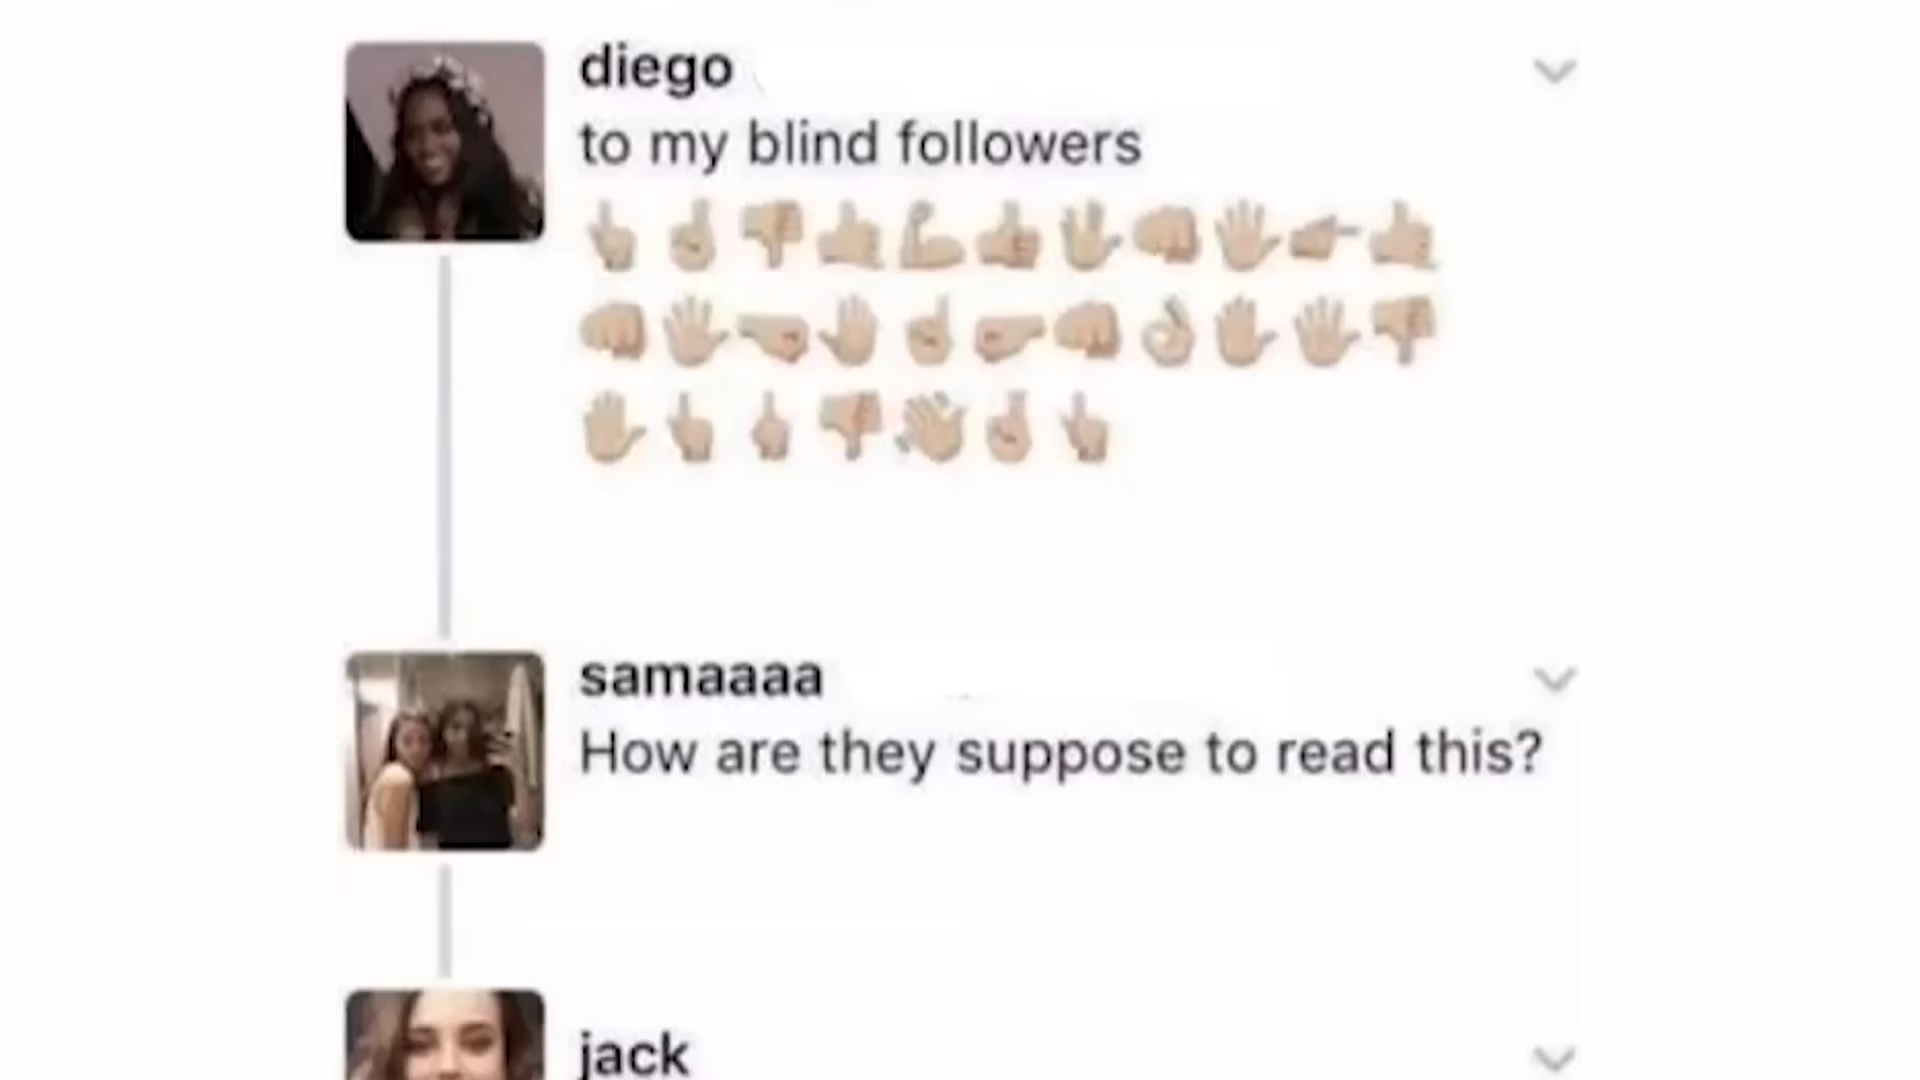 diego
to my blind followers
samaaaa
How are they suppose to read this?
jack